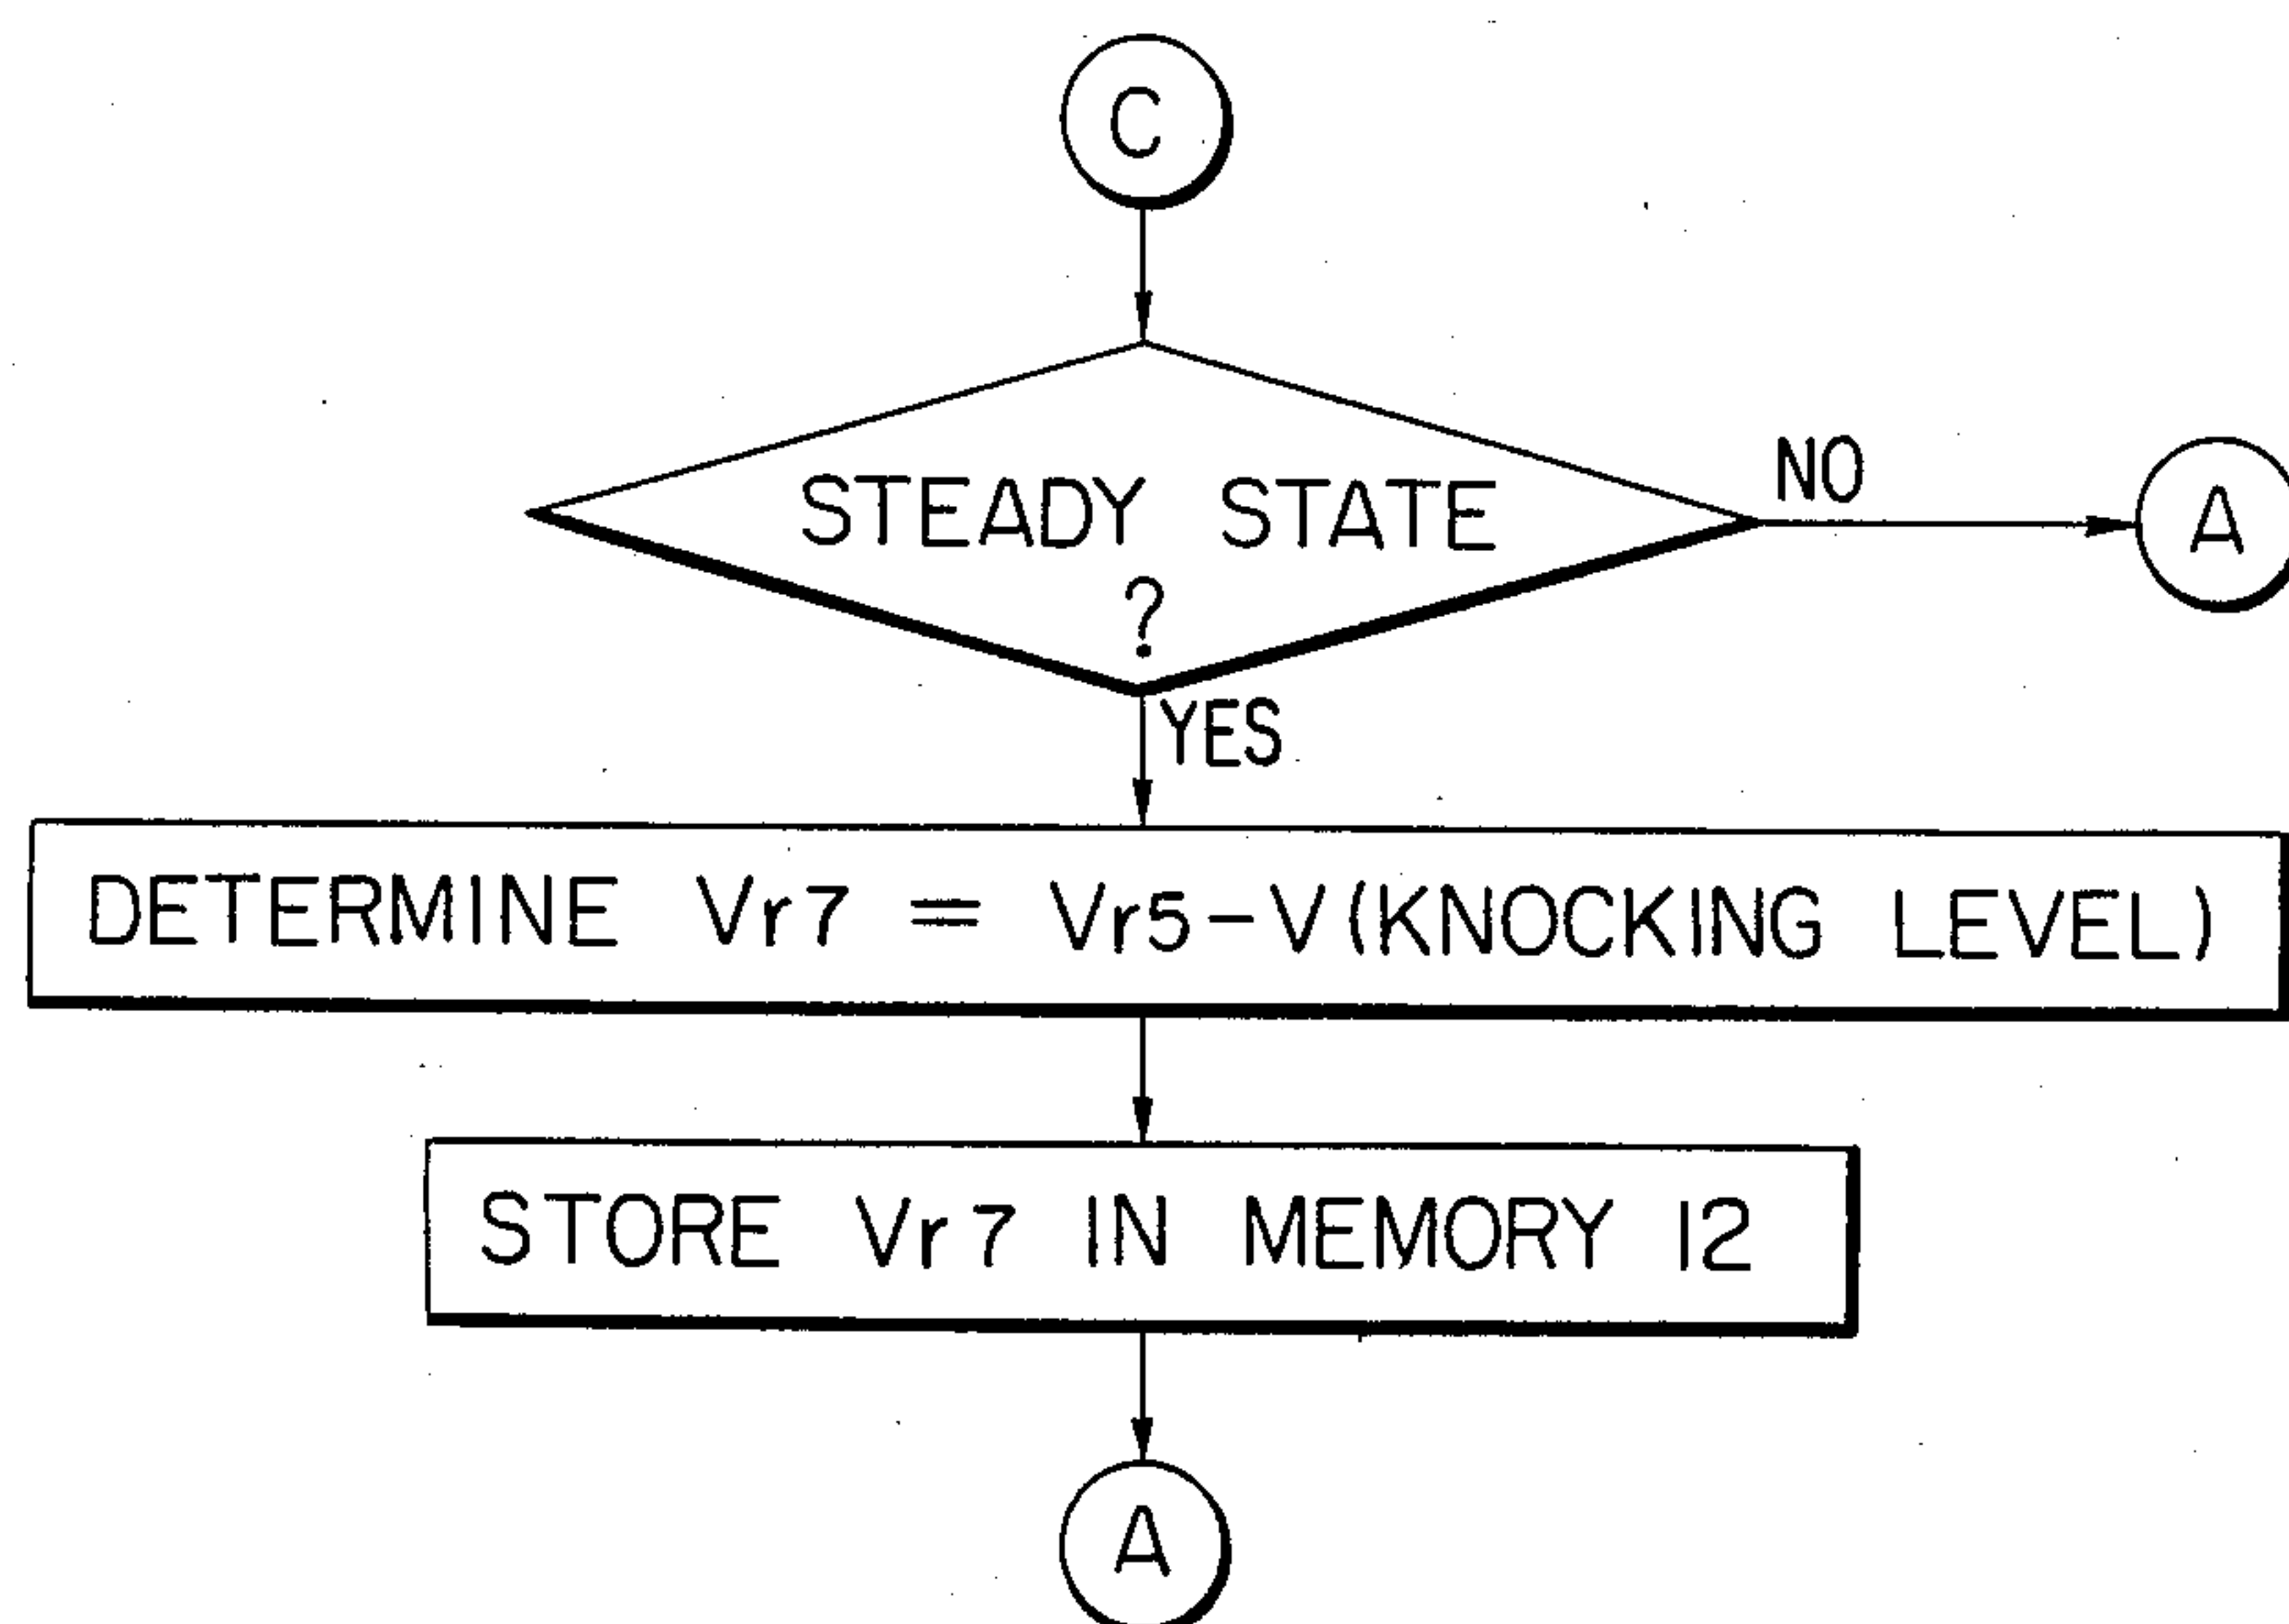 C
STEADY STATE
?
NO
A
YES
DETERMINE Vr7 = Vr5-V(KNOCKING LEVEL)
STORE Vr7 IN MEMORY 12
A